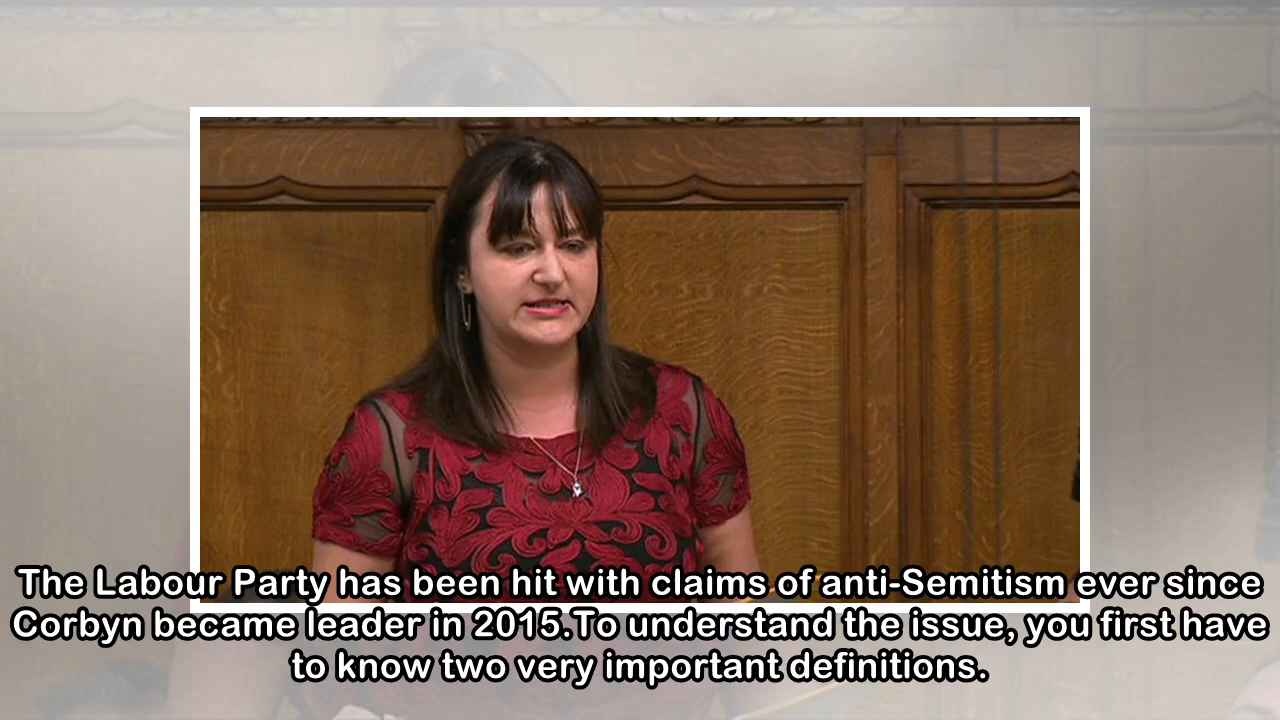 The Labour Party has been hit with claims of anti-Semitism ever since
Corbyn became leader in 2015.To understand the issue, you first have
to know two very important definitions.